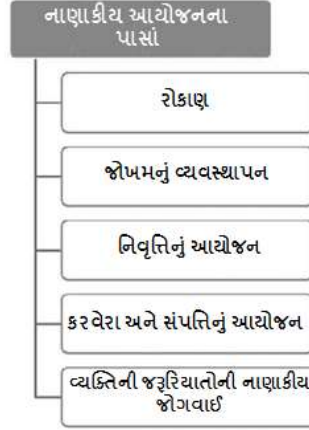 નાણાકીય આયોજનના
પાસાં
રોકાણ
જોખમનું વ્યવસ્થાપન
નિવૃત્તિનું આયોજન
કરવેરા અને સંપત્તિનું આયોજન
વ્યક્તિની જરૂરિયાતોની નાણાકીય
જોગવાઈ